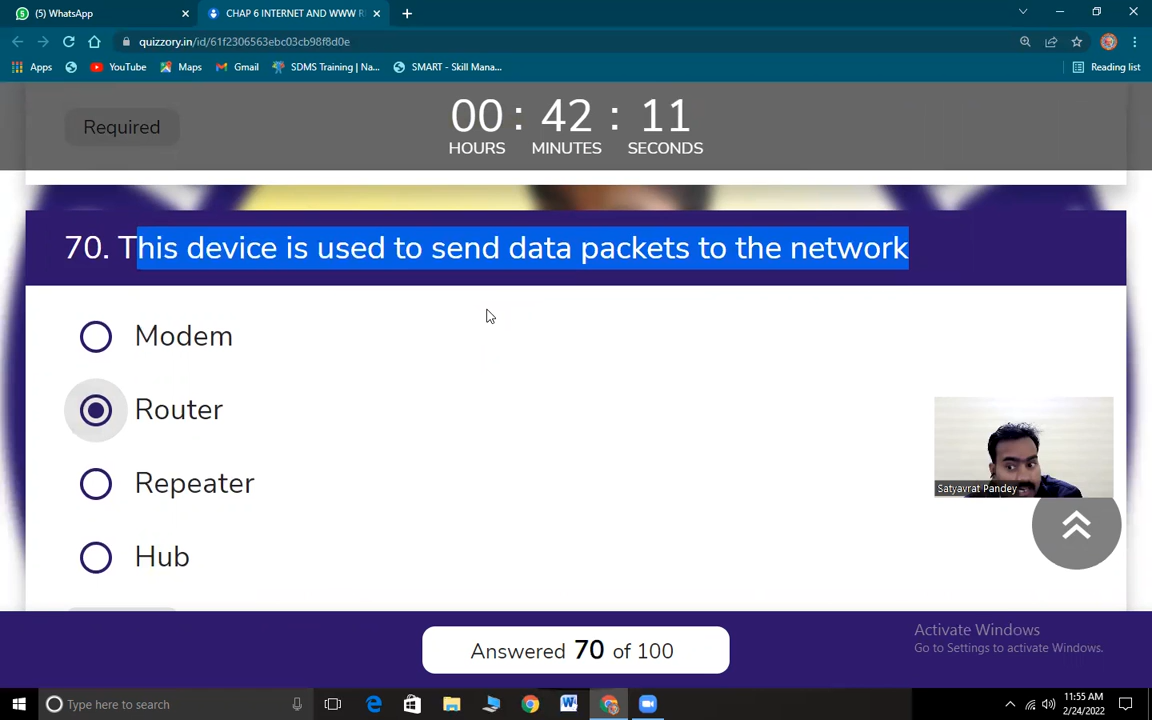 (5) WhatsApp
CHAP 6 INTERNET AND WWW R
quizzory.in/id/61f2306563ebc03cb98f8d0e
Apps
YouTube
Maps
Gmail
SDMS Training | Na...
SMART - Skill Mana...
Reading list
Required
00 : 42 : 11
HOURS MINUTES SECONDS
70. This device is used to send data packets to the network
Modem
Router
Repeater
Hub
Satyavrat Pandey
Answered 70 of 100
Activate Windows
Go to Settings to activate Windows.
Type here to search
11:55 AM
2/24/2022